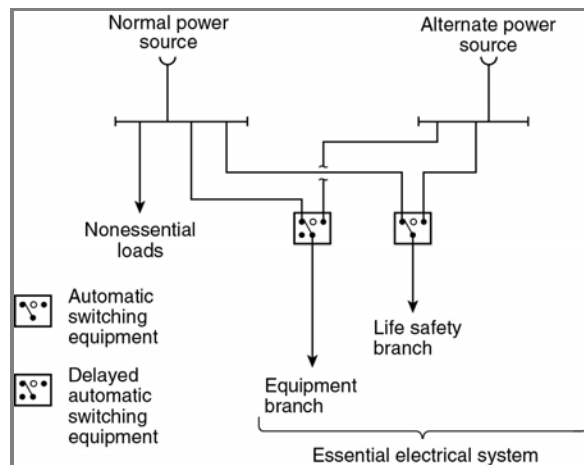 Normal power
source
Alternate power
source
Nonessential
loads
Automatic
switching
equipment
Delayed
automatic
switching
equipment
Life safety
branch
Equipment
branch
Essential electrical system